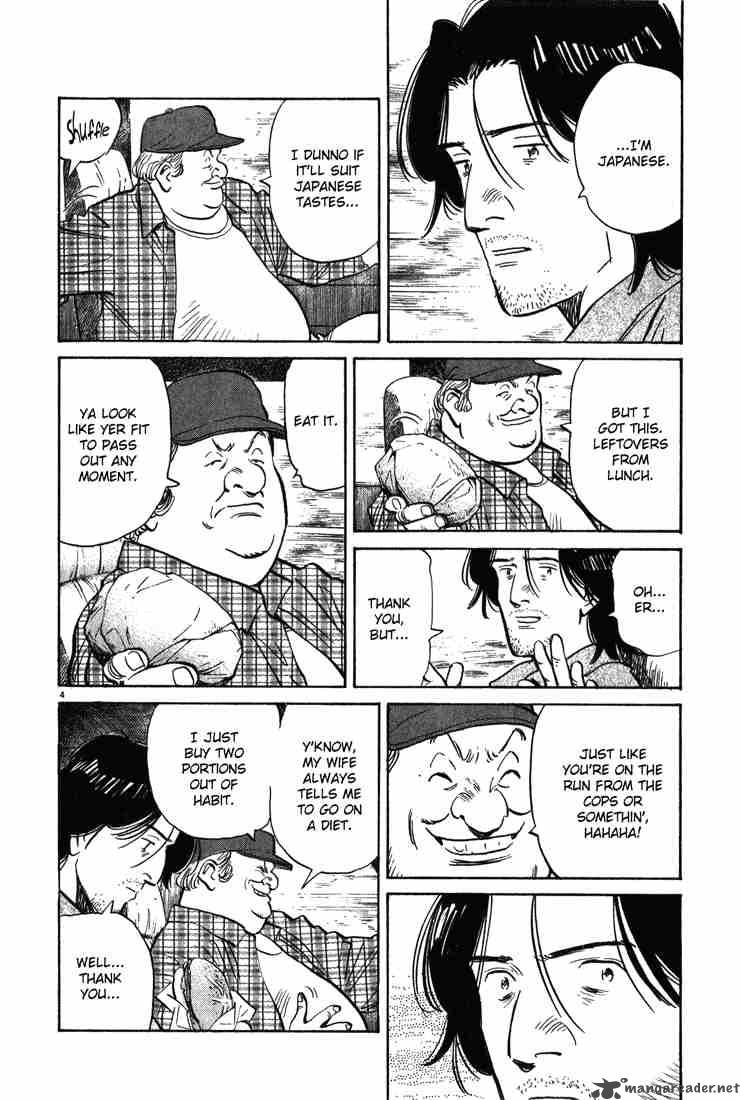 ...I'M
JAPANESE.
Shuffle
I DUNNO IF
IT'LL SUIT
JAPANESE
TASTES...
BUT I
GOT THIS.
LEFTOVERS
FROM
LUNCH.
EAT IT.
YA LOOK
LIKE YER FIT
TO PASS
OUT ANY
MOMENT.
OH...
ER...
THANK
YOU,
BUT...
4
JUST LIKE
YOU'RE ON THE
RUN FROM THE
COPS OR
SOMETHIN',
HAHAHA!
Y'KNOW,
MY WIFE
ALWAYS
TELLS ME
TO GO ON
A DIET.
I JUST
BUY TWO
PORTIONS
OUT OF
HABIT.
WELL...
THANK
YOU...
mangareader.net